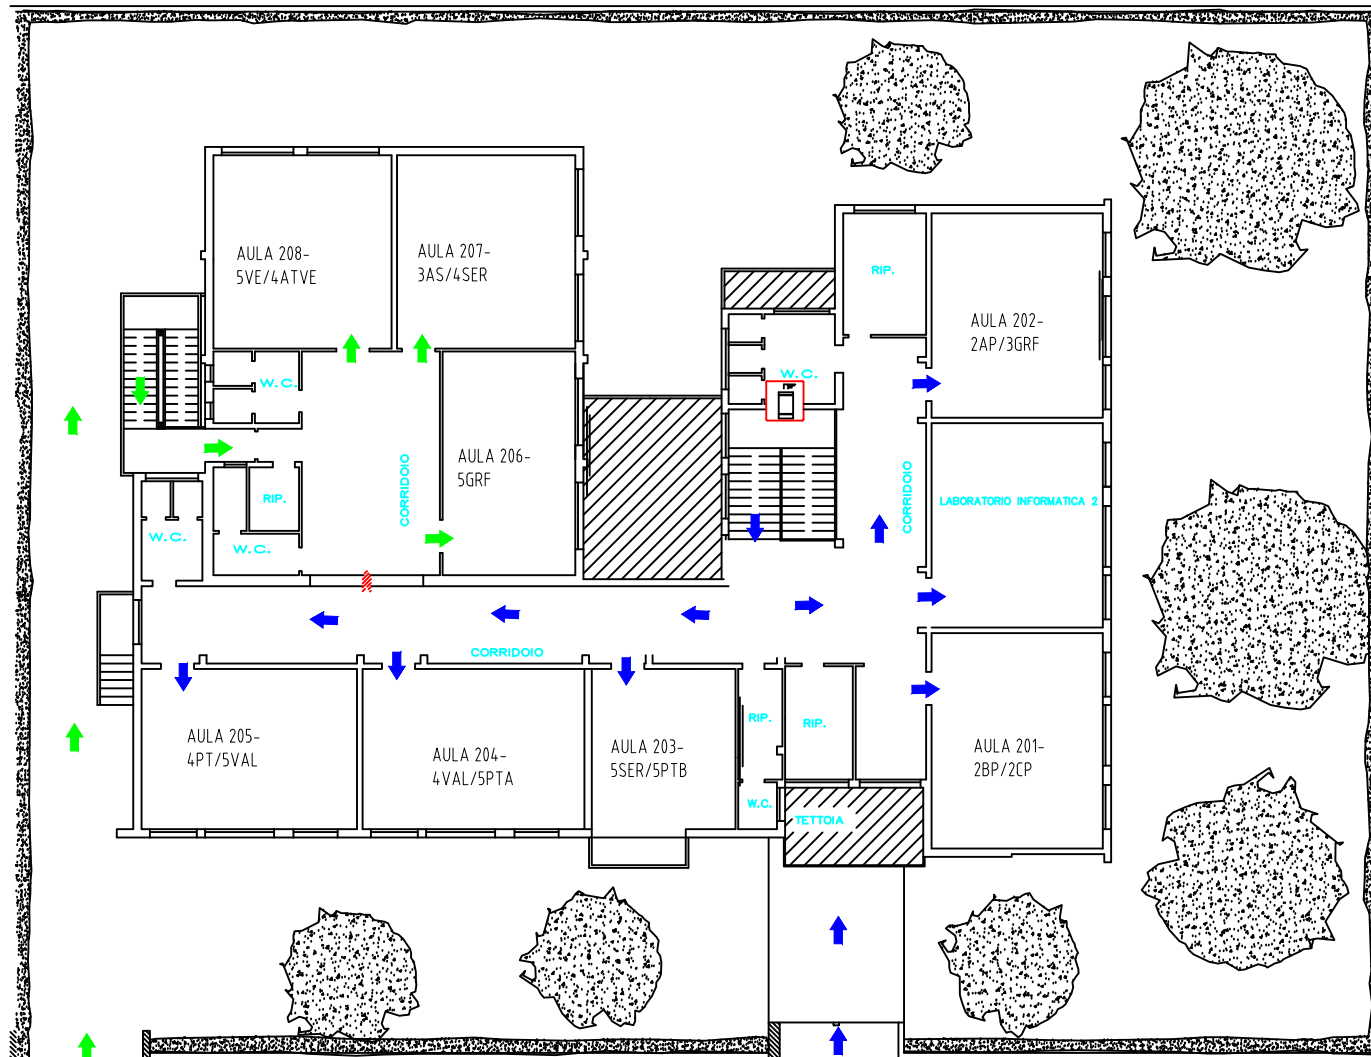 AULA 208-
5VE/4ATVE
AULA 207-
3AS/4SER
RIP.
AULA 202-
2AP/3GRF
W.C.
W.C.
AULA 206-
5GRF
CORRIDOIO
RIP.
W.C.
W.C.
CORRIDOIO
LABORATORIO INFORMATICA 2
CORRIDOIO
AULA 205-
4PT/5VAL
AULA 204-
4VAL/5PTA
AULA 203-
5SER/5PTB
RIP.
RIP.
AULA 201-
2BP/2CP
W.C.
TETTOIA